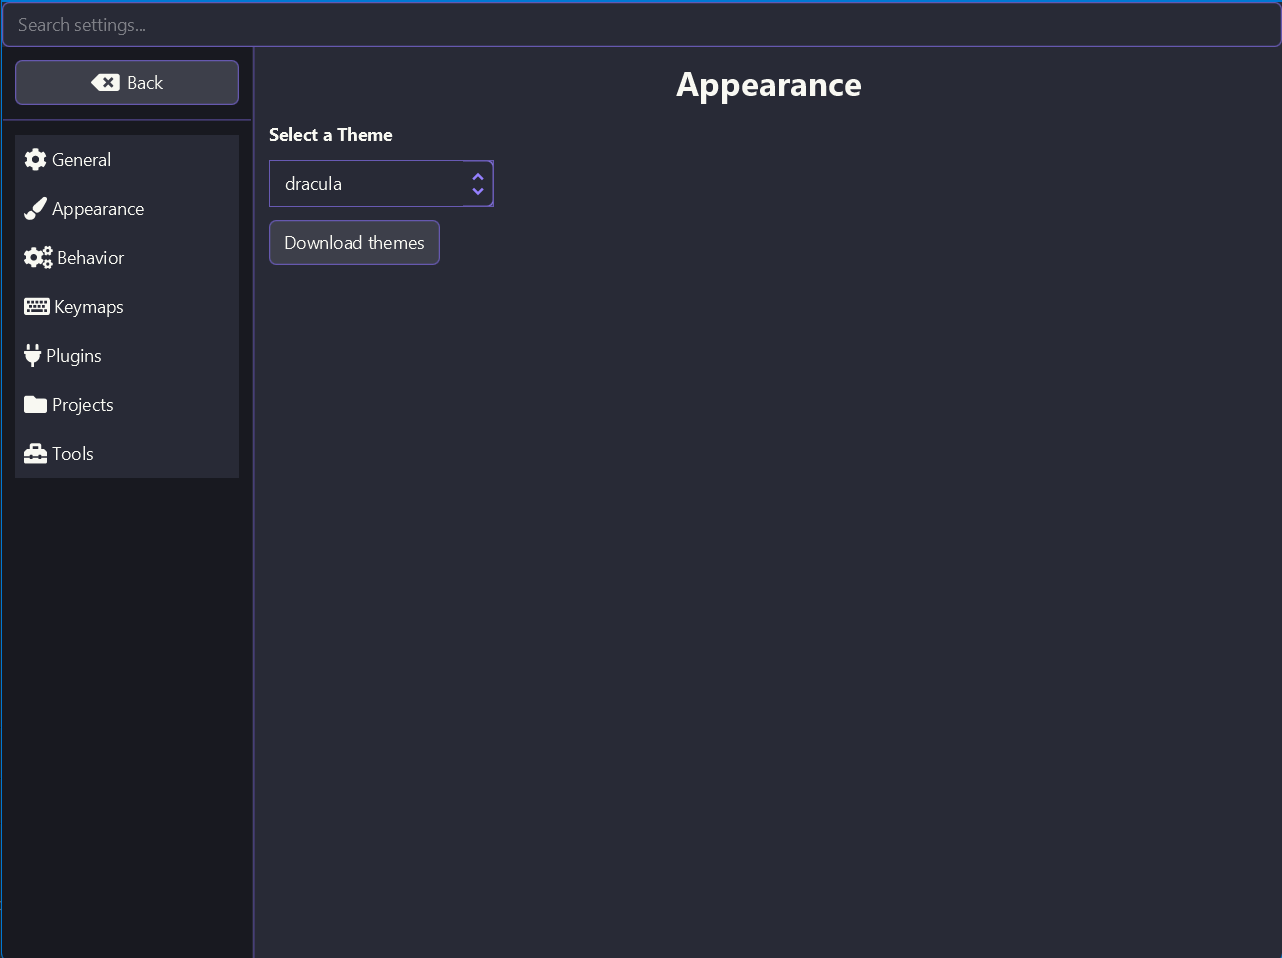 Search settings...
Back
General
Appearance
Behavior
Keymaps
Plugins
Projects
Tools
Appearance
Select a Theme
dracula
Download themes